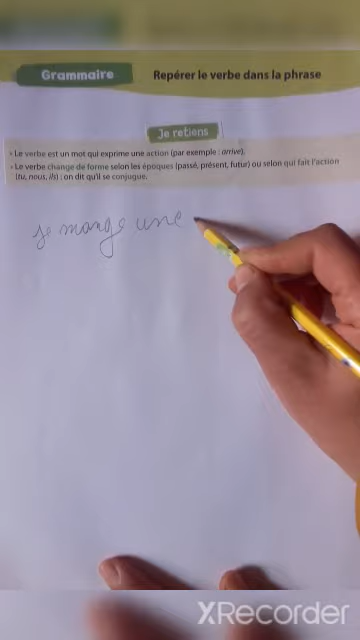 Grammaire
Repérer le verbe dans la phrase
Je retiens
• Le verbe est un mot qui exprime une action (par exemple : arrive).
• Le verbe change de forme selon les époques (passé, présent, futur) ou selon qui fait l'action
(tu, nous, ils) : on dit qu'il se conjugue.
Je mange une
XRecorder